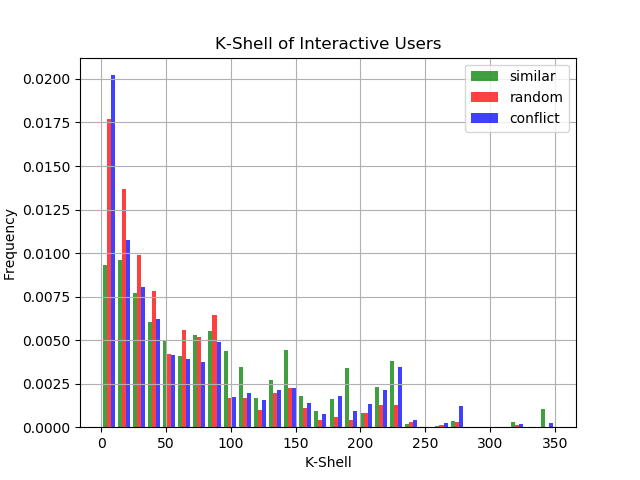 K-Shell of Interactive Users
similar
random
conflict
Frequency
0.0200
0.0175
0.0150
0.0125
0.0100
0.0075
0.0050
0.0025
0.0000
0 50 100 150 200 250 300 350
K-Shell